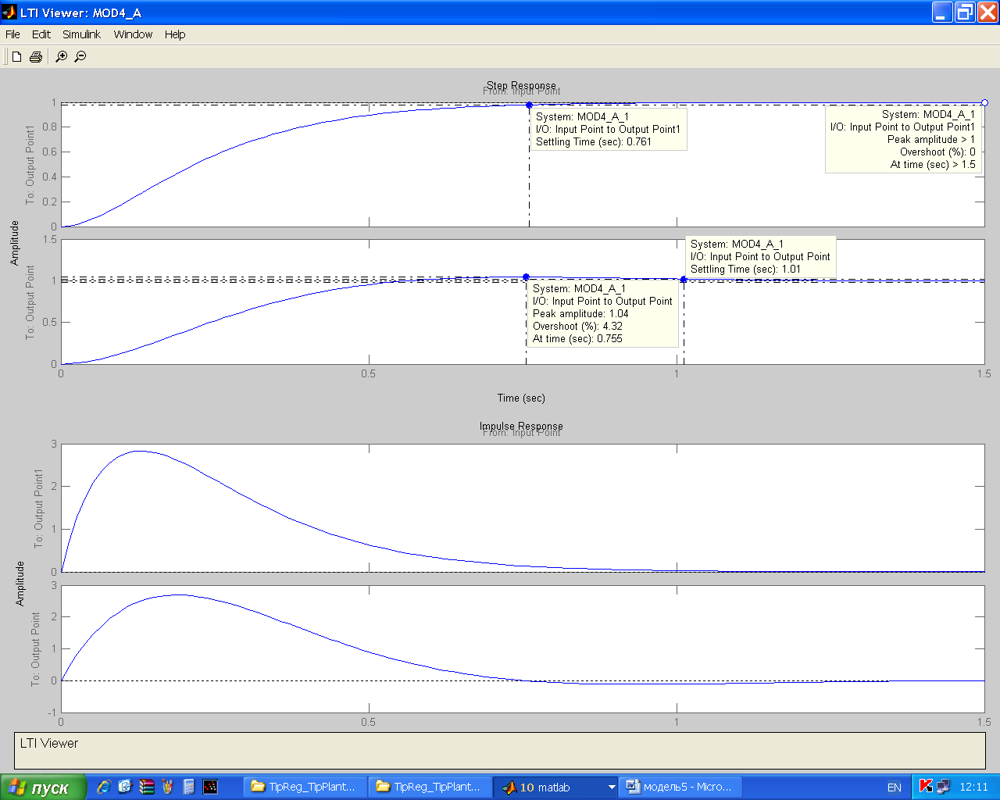 LTI Viewer: MOD4_A
File Edit Simulink Window Help
Step Response
From: Input Point
To: Output Point1
1
0.8
0.6
0.4
0.2
0
System: MOD4_A_1
I/O: Input Point to Output Point1
Settling Time (sec): 0.761
System: MOD4_A_1
I/O: Input Point to Output Point1
Peak amplitude > 1
Overshoot (%): 0
At time (sec) > 1.5
Amplitude
To: Output Point
1.5
1
0.5
0
System: MOD4_A_1
I/O: Input Point to Output Point
Settling Time (sec): 1.01
System: MOD4_A_1
I/O: Input Point to Output Point
Peak amplitude: 1.04
Overshoot (%): 4.32
At time (sec): 0.755
0 0.5 1 1.5
Time (sec)
Impulse Response
From: Input Point
To: Output Point1
3
2
1
0
Amplitude
To: Output Point
3
2
1
0
-1
0 0.5 1 1.5
LTI Viewer
пуск TipReg_TipPlant... TipReg_TipPlant... 10 matlab модель5 - Micro... EN 12:11